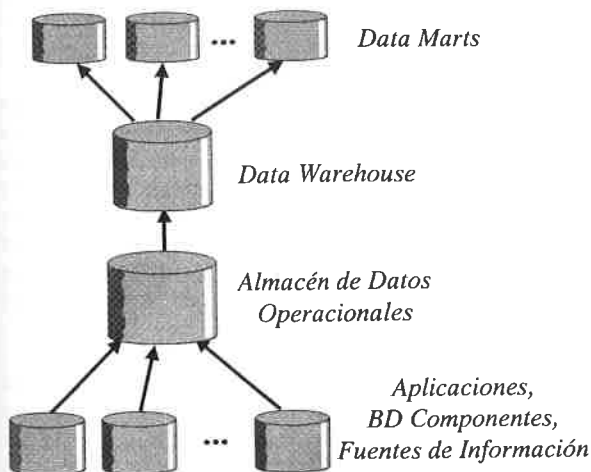 ...
Data Marts
Data Warehouse
Almacén de Datos
Operacionales
Aplicaciones,
BD Componentes,
...
Fuentes de Información